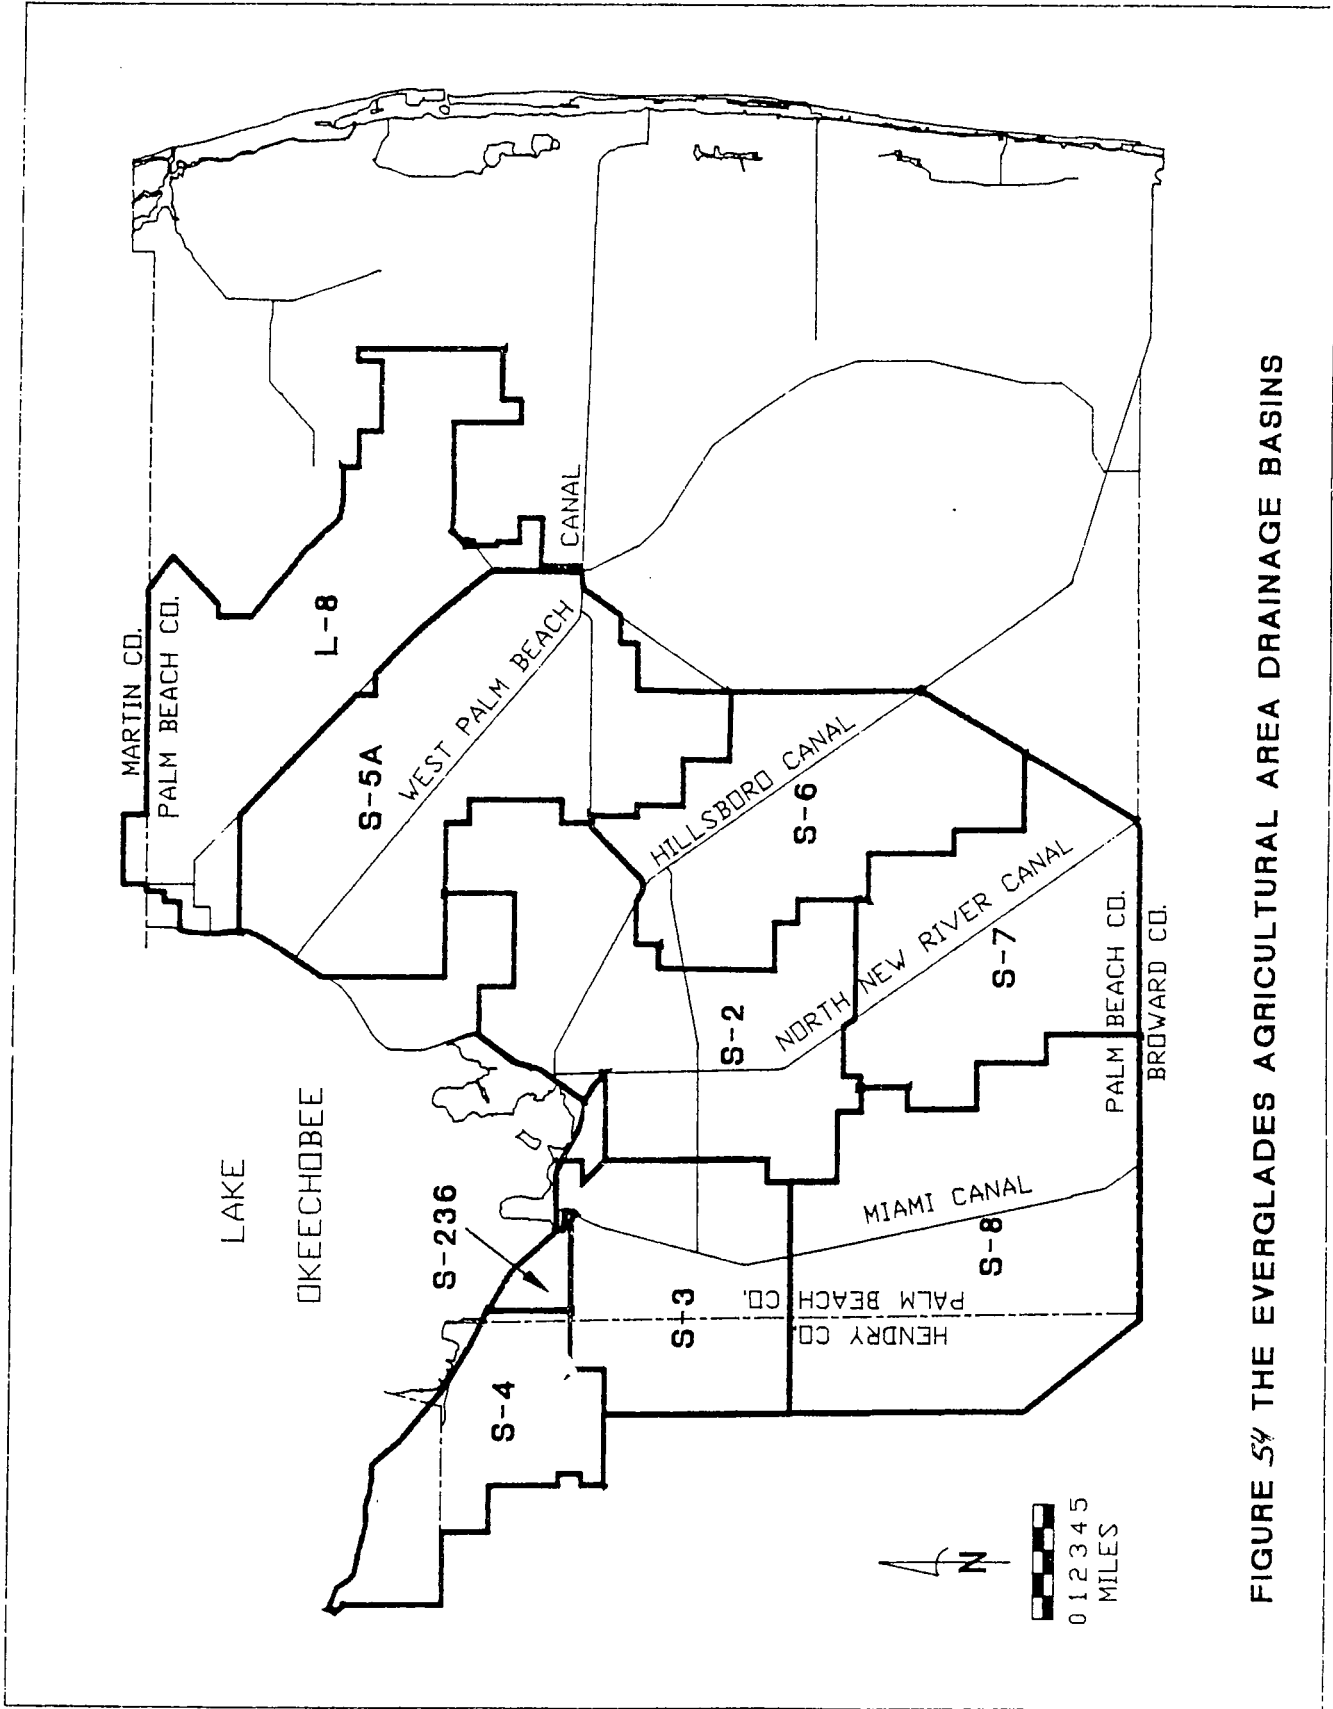 MARTIN CO.
PALM BEACH CO.
L-8
S-5A
WEST PALM BEACH
CANAL
LAKE
OKEECHOBEE
S-236
S-4
S-3
S-2
HILLSBORO CANAL
S-6
NORTH NEW RIVER CANAL
S-7
MIAMI CANAL
S-8
HENDRY CO.
PALM BEACH CO.
PALM BEACH CO.
BROWARD CO.
N
0 1 2 3 4 5
MILES
FIGURE 54 THE EVERGLADES AGRICULTURAL AREA DRAINAGE BASINS